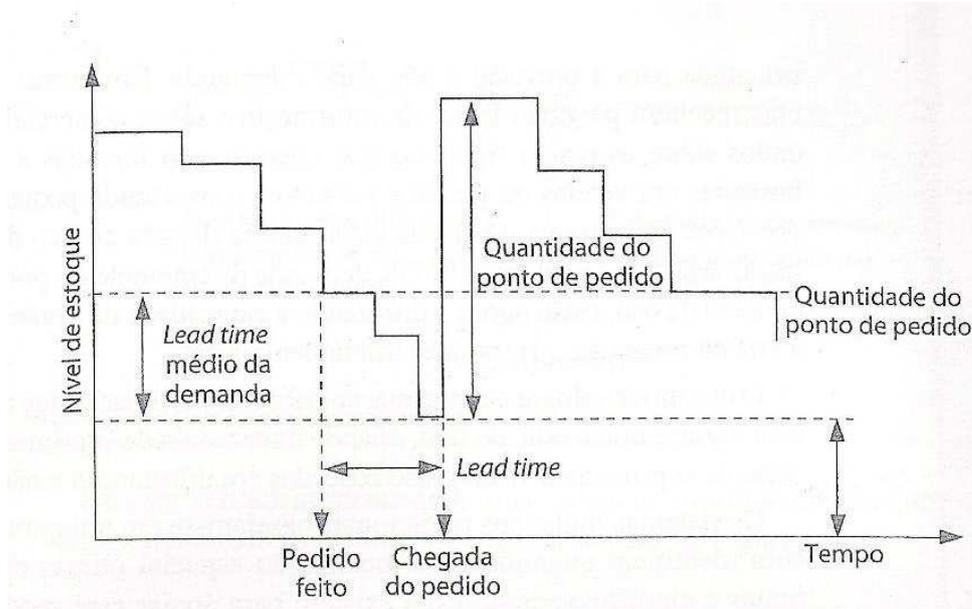 Nível de estoque
Quantidade do
ponto de pedido
Quantidade do
ponto de pedido
Lead time
médio da
demanda
Lead time
Pedido
feito
Chegada
do pedido
Tempo